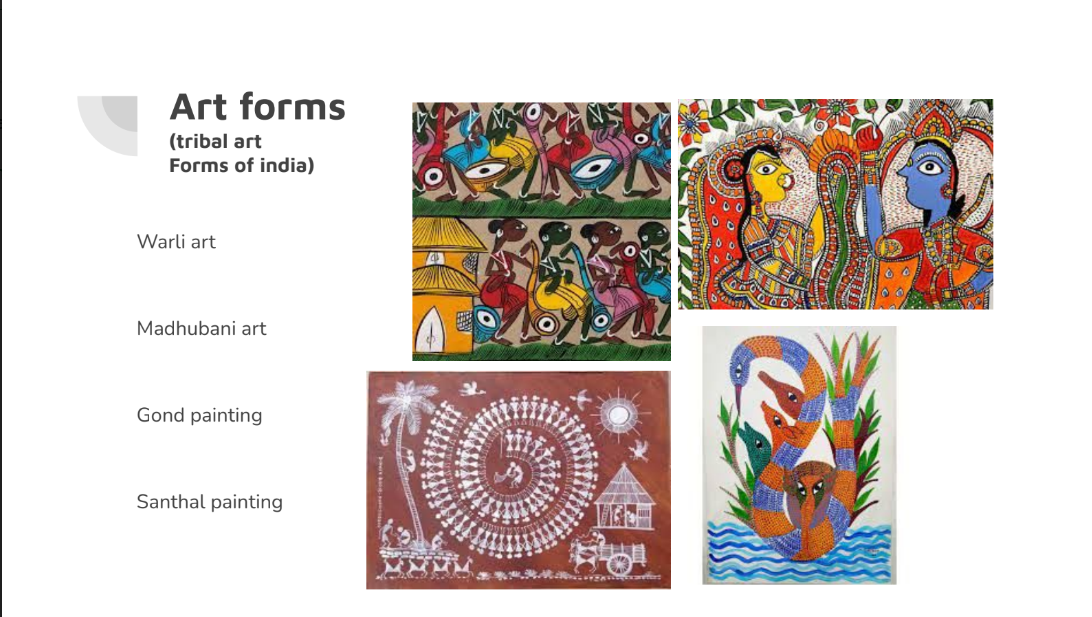 Art forms
(tribal art
Forms of india)
Warli art
Madhubani art
Gond painting
Santhal painting